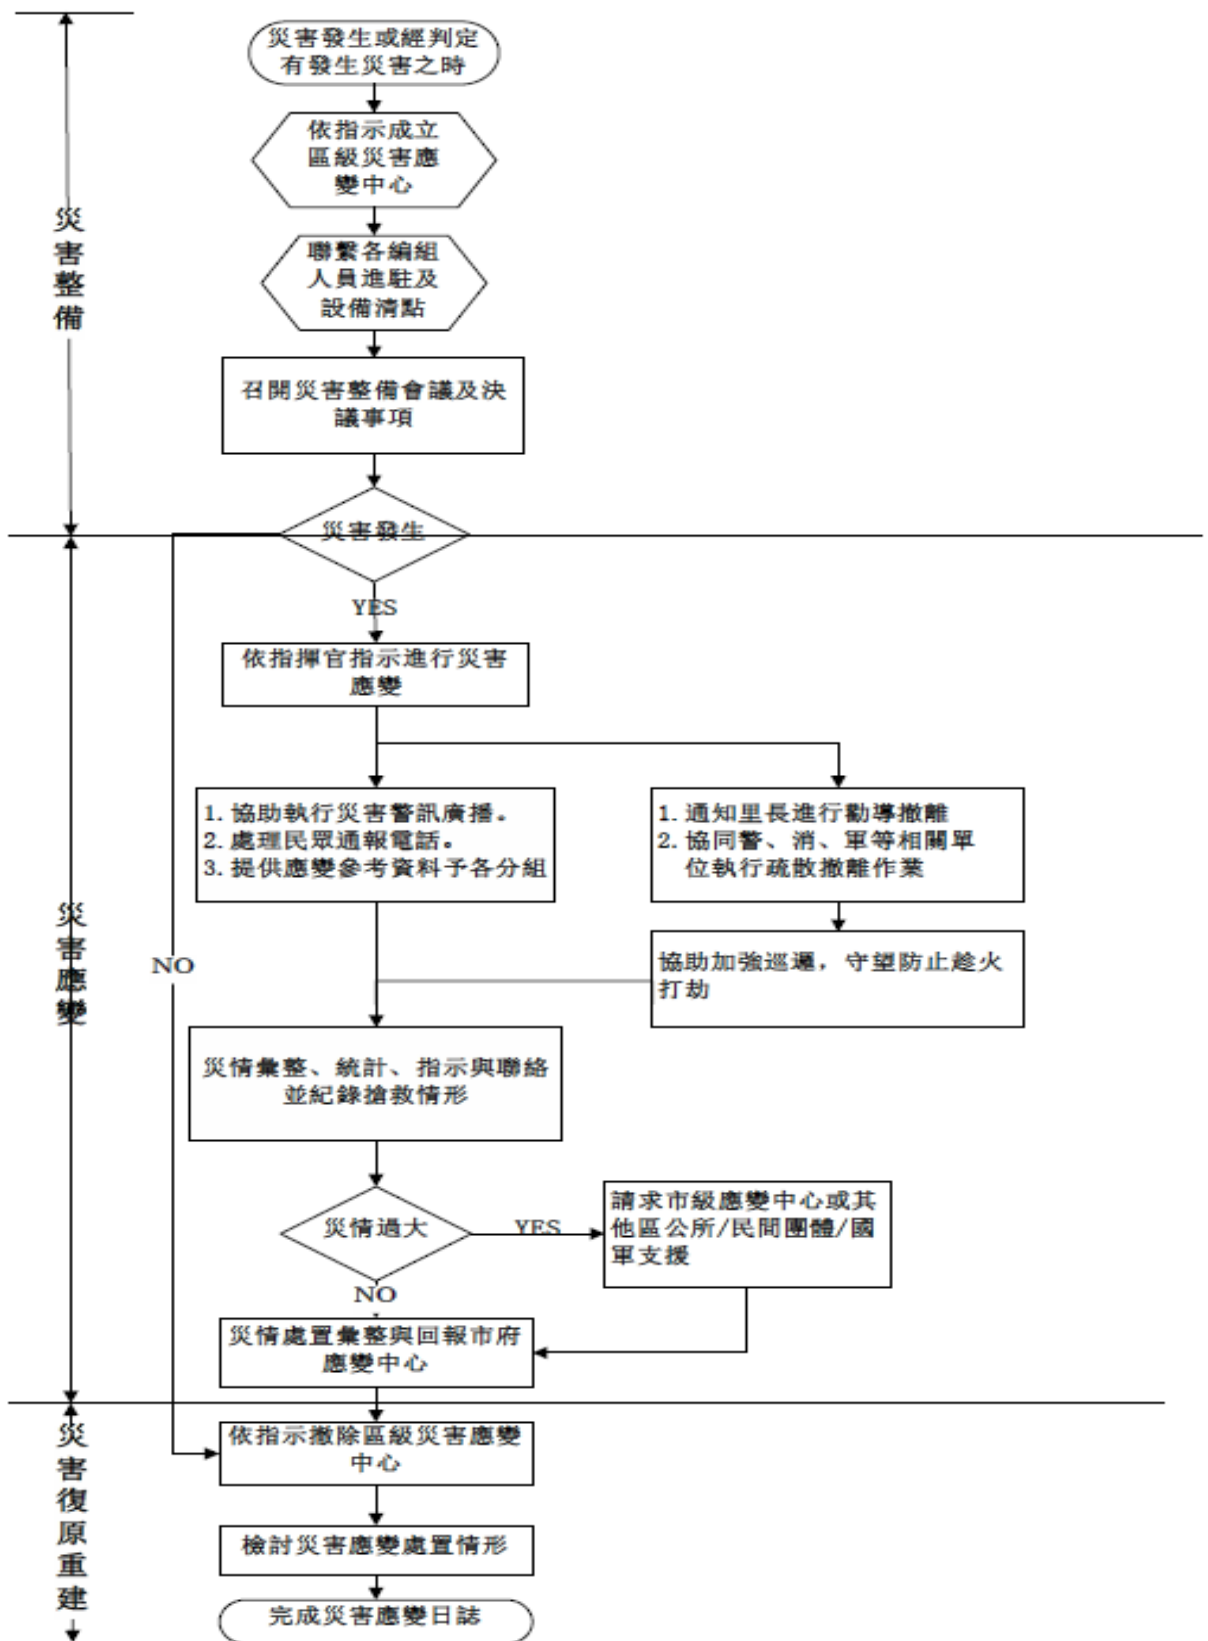 災害發生或經判定
有發生災害之時
依指示成立
區級災害應
變中心
聯繫各編組
人員進駐及
設備清點
災害整備
召開災害整備會議及決
議事項
災害發生
YES
依指揮官指示進行災害
應變
1. 協助執行災害警訊廣播。
2. 處理民眾通報電話。
3. 提供應變參考資料予各分組
1. 通知里長進行勸導撤離
2. 協同警、消、軍等相關單
位執行疏散撤離作業
災害應變
NO
協助加強巡邏，守望防止趁火
打劫
災情彙整、統計、指示與聯絡
並紀錄搶救情形
災情過大
YES
請求市級應變中心或其
他區公所/民間團體/國
軍支援
NO
災情處置彙整與回報市府
應變中心
災害復原重建
依指示撤除區級災害應變
中心
檢討災害應變處置情形
完成災害應變日誌